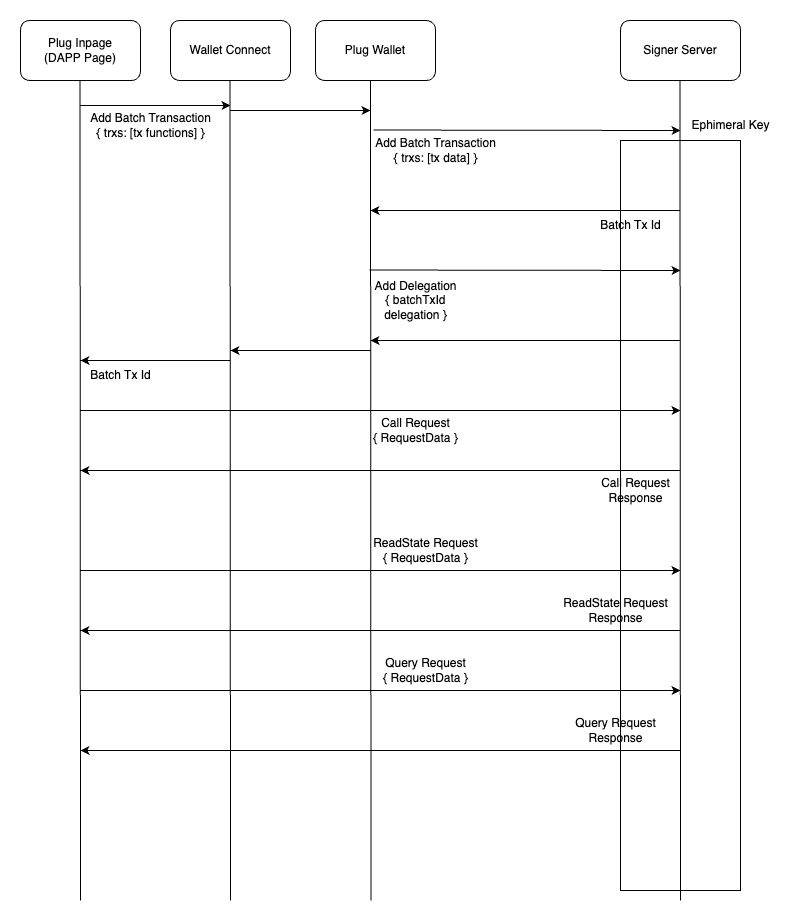 Plug Inpage
(DAPP Page)
Wallet Connect
Plug Wallet
Signer Server
Add Batch Transaction
{ trxs: [tx functions] }
Ephimeral Key
Add Batch Transaction
{ trxs: [tx data] }
Batch Tx Id
Add Delegation
{ batchTxId
delegation }
Batch Tx Id
Call Request
{ RequestData }
Call Request
Response
ReadState Request
{ RequestData }
ReadState Request
Response
Query Request
{ RequestData }
Query Request
Response